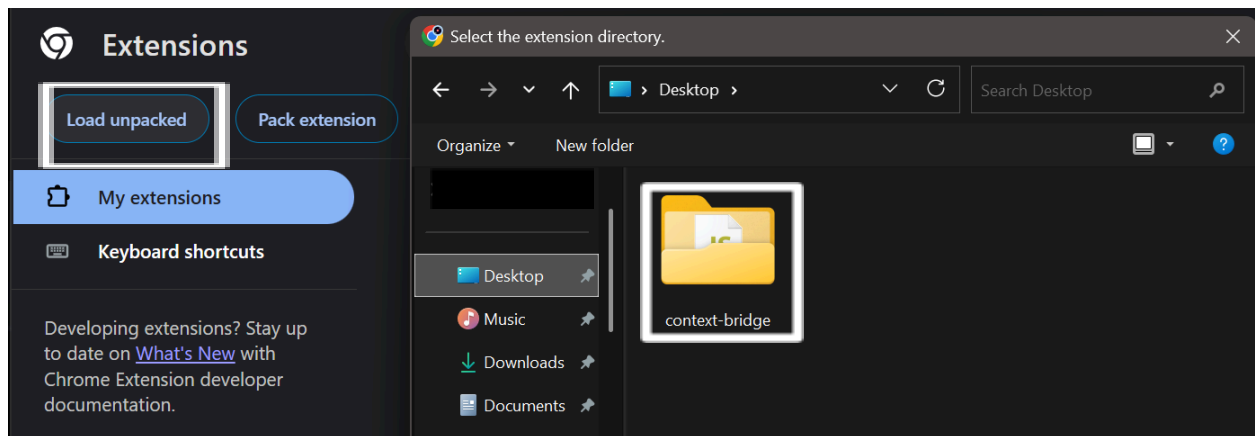 Extensions
Load unpacked
Pack extension
My extensions
Keyboard shortcuts
Developing extensions? Stay up
to date on What's New with
Chrome Extension developer
documentation.
Select the extension directory.
Desktop
Search Desktop
Organize
New folder
Desktop
Music
Downloads
Documents
JS
context-bridge